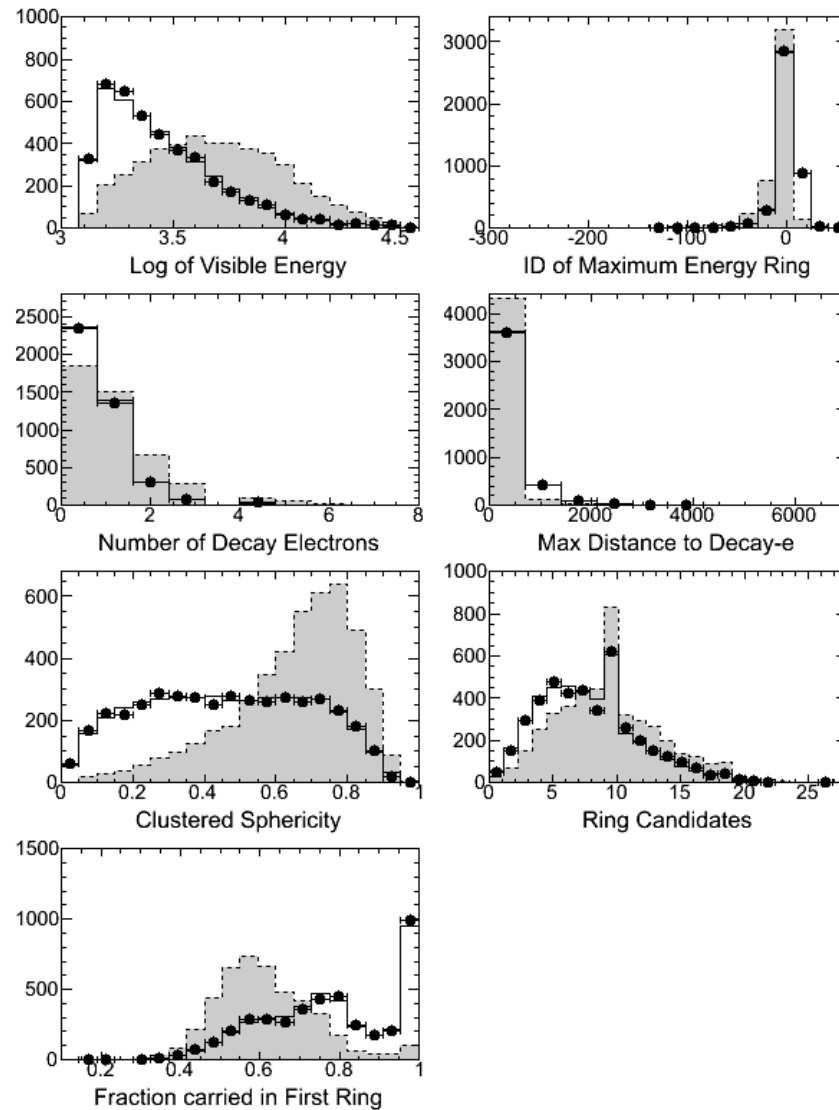 1000
800
600
400
200
0
3 3.5 4 4.5
Log of Visible Energy
3000
2000
1000
0
-300 -200 -100 0
ID of Maximum Energy Ring
2500
2000
1500
1000
500
0
0 2 4 6 8
Number of Decay Electrons
4000
3000
2000
1000
0
0 2000 4000 6000
Max Distance to Decay-e
600
400
200
0
0 0.2 0.4 0.6 0.8 1
Clustered Sphericity
1000
800
600
400
200
0
0 5 10 15 20 25
Ring Candidates
1500
1000
500
0
0.2 0.4 0.6 0.8 1
Fraction carried in First Ring